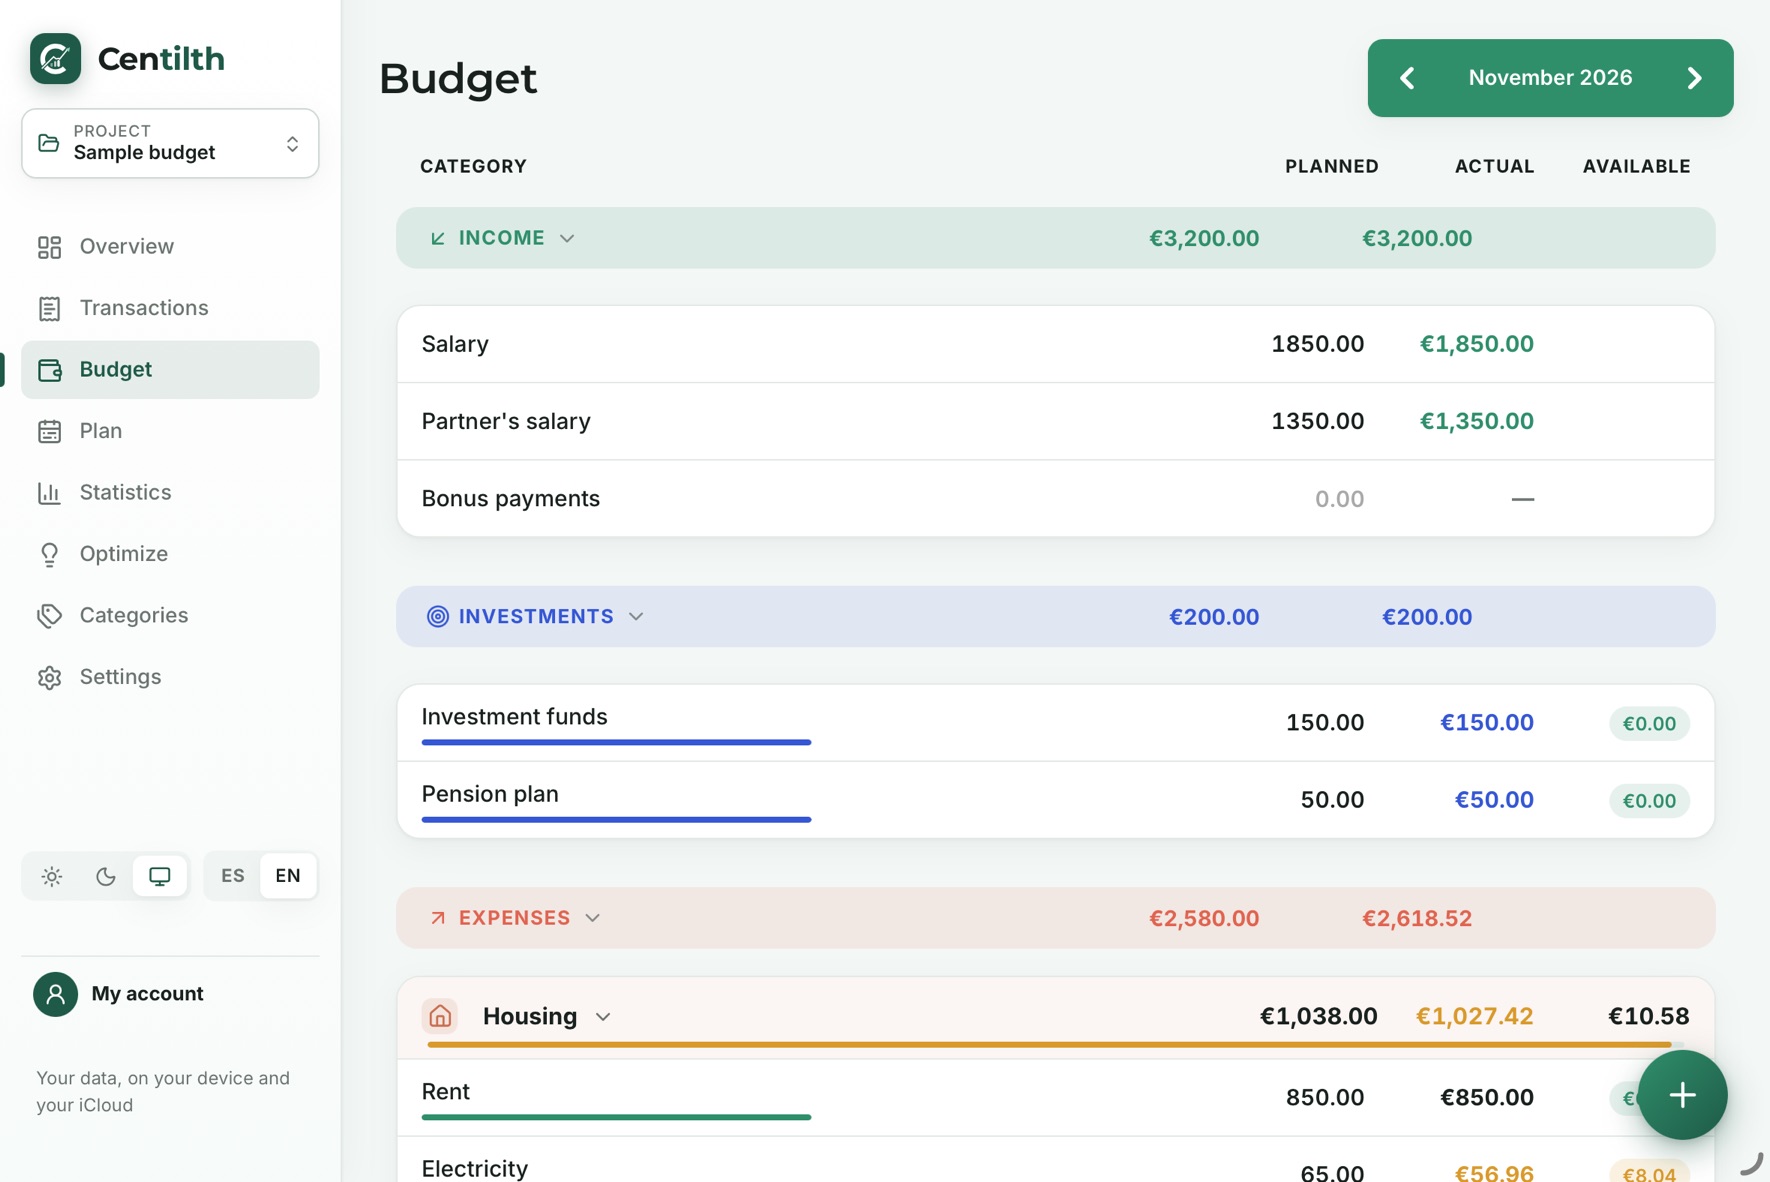 Centilth
PROJECT
Sample budget
Overview
Transactions
Budget
Plan
Statistics
Optimize
Categories
Settings
ES EN
My account
Your data, on your device and
your iCloud
Budget
November 2026
CATEGORY PLANNED ACTUAL AVAILABLE
INCOME €3,200.00 €3,200.00
Salary 1850.00 €1,850.00
Partner's salary 1350.00 €1,350.00
Bonus payments 0.00 —
INVESTMENTS €200.00 €200.00
Investment funds 150.00 €150.00 €0.00
Pension plan 50.00 €50.00 €0.00
EXPENSES €2,580.00 €2,618.52
Housing €1,038.00 €1,027.42 €10.58
Rent 850.00 €850.00
Electricity 65.00 €56.96 €8.04